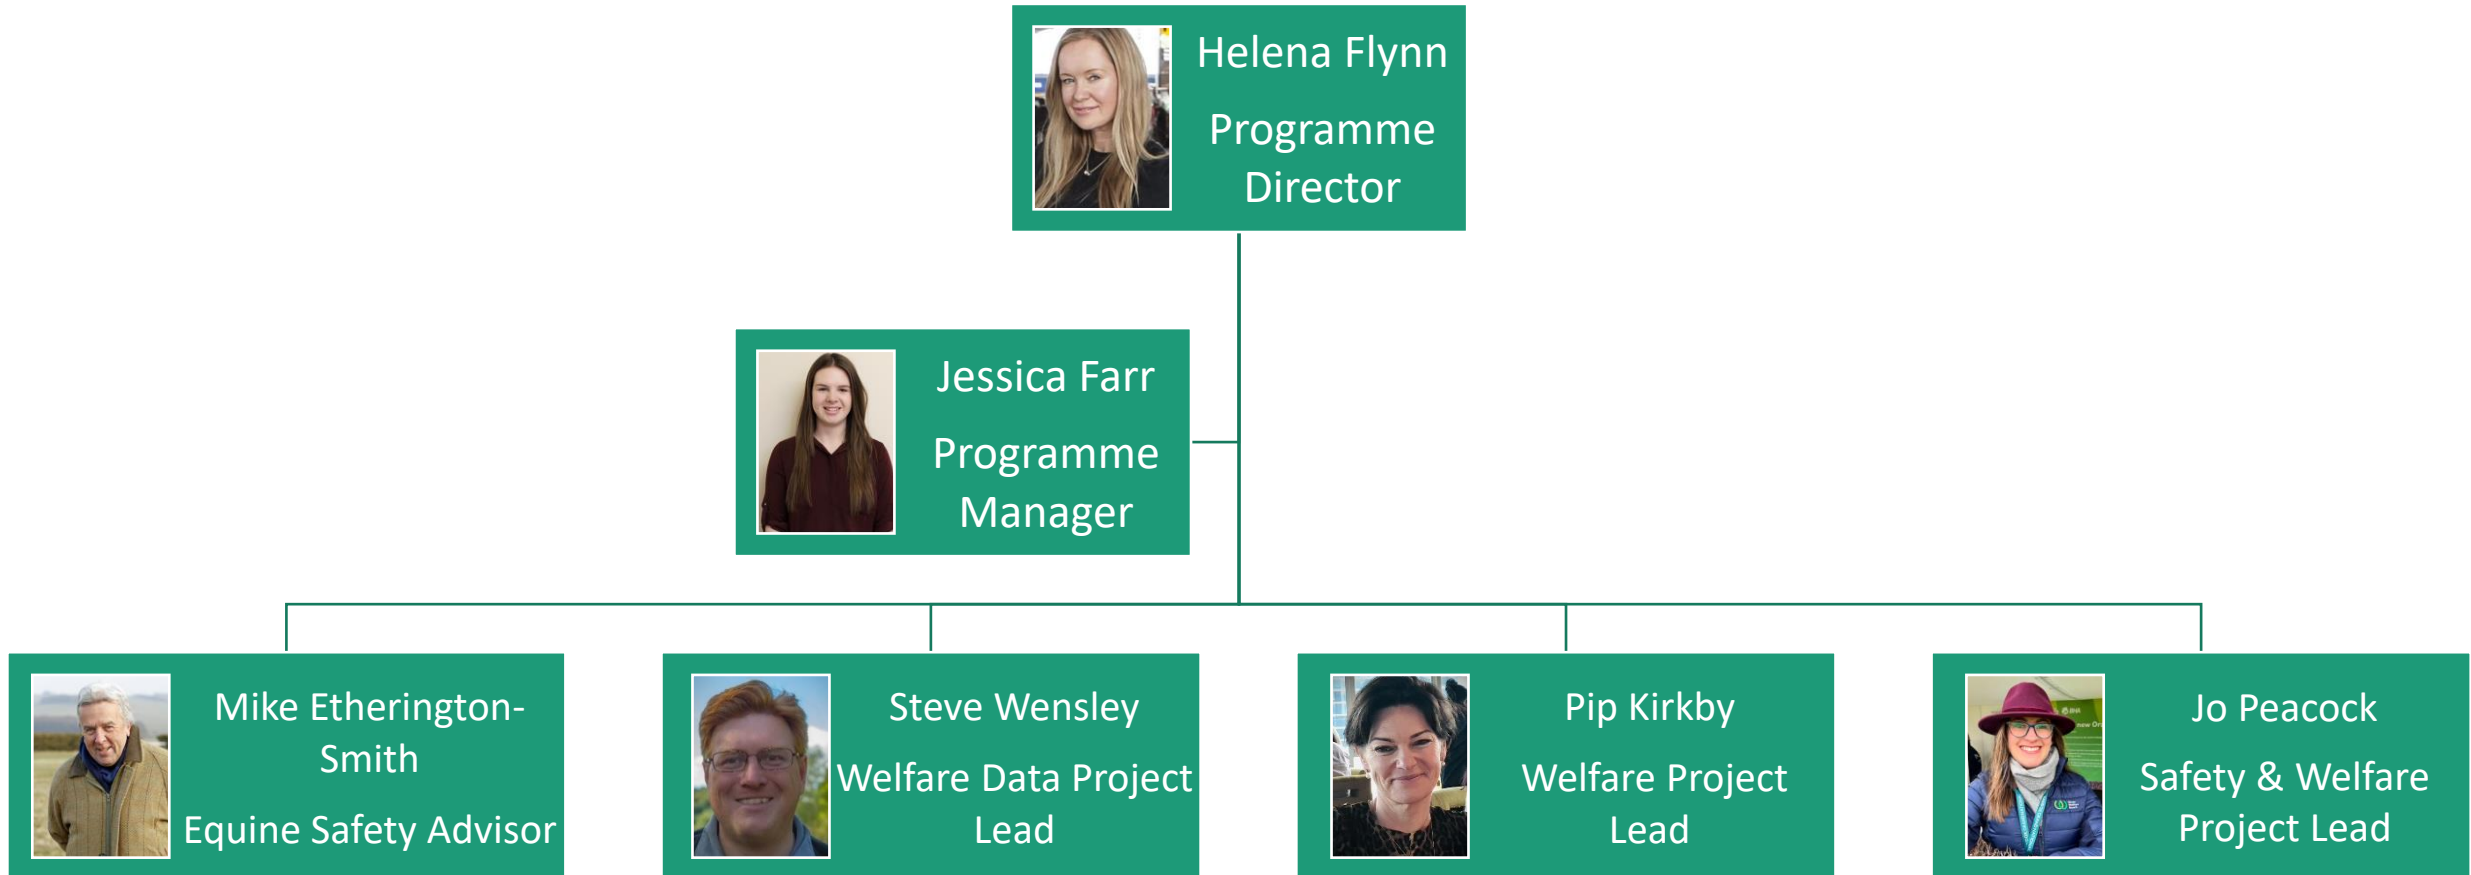 Helena Flynn
Programme
Director
Jessica Farr
Programme
Manager
Mike Etherington-
Smith
Equine Safety Advisor
Steve Wensley
Welfare Data Project
Lead
Pip Kirkby
Welfare Project
Lead
Jo Peacock
Safety & Welfare
Project Lead
BHA